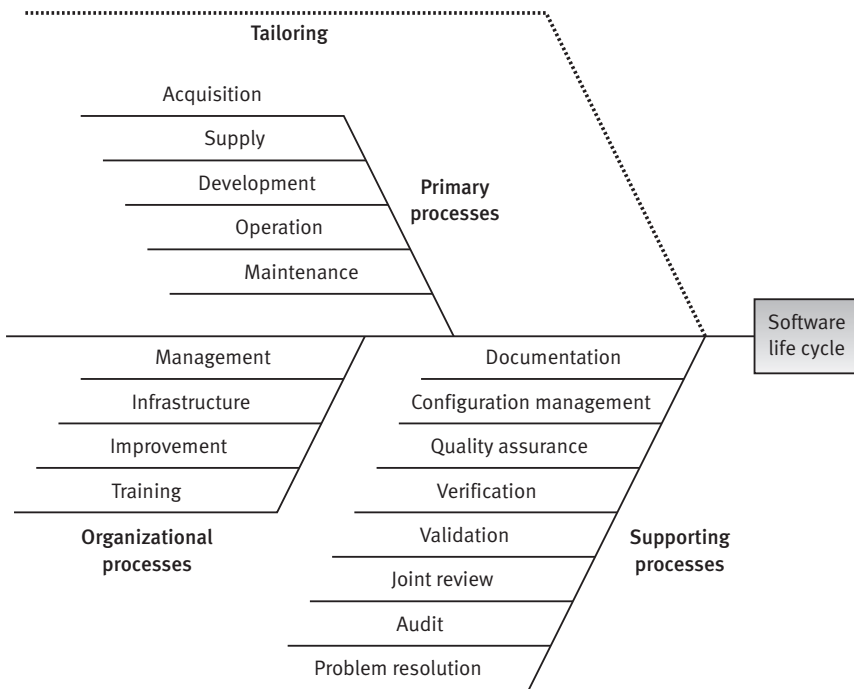 Tailoring
Acquisition
Supply
Development
Operation
Maintenance
Primary
processes
Software
life cycle
Management
Infrastructure
Improvement
Training
Organizational
processes
Documentation
Configuration management
Quality assurance
Verification
Validation
Joint review
Audit
Problem resolution
Supporting
processes